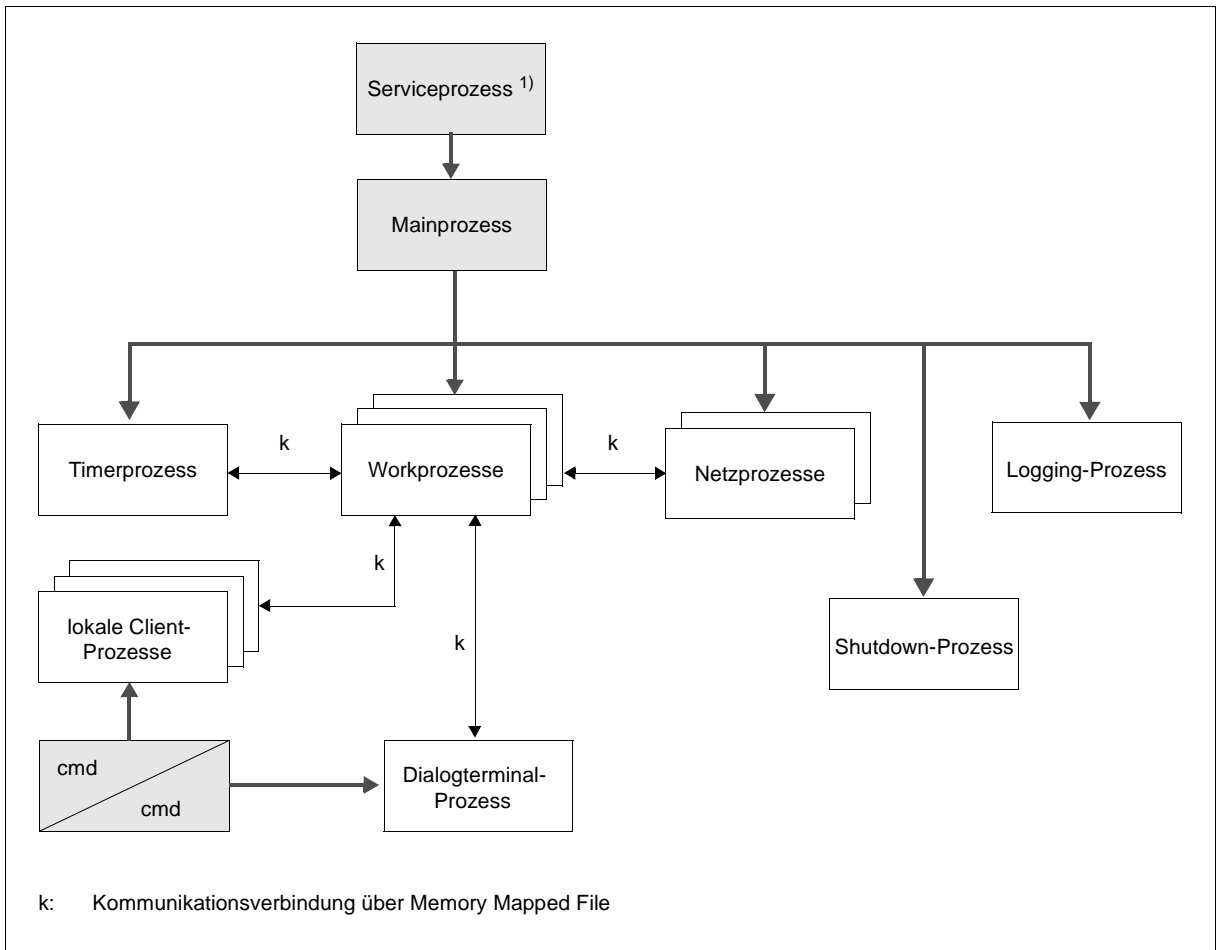 Serviceprozess 1)
Mainprozess
k
k
Timerprozess
Workprozesse
Netzprozesse
Logging-Prozess
k
lokale Client-
Prozesse
k
Shutdown-Prozess
cmd
cmd
Dialogterminal-
Prozess
k: Kommunikationsverbindung über Memory Mapped File